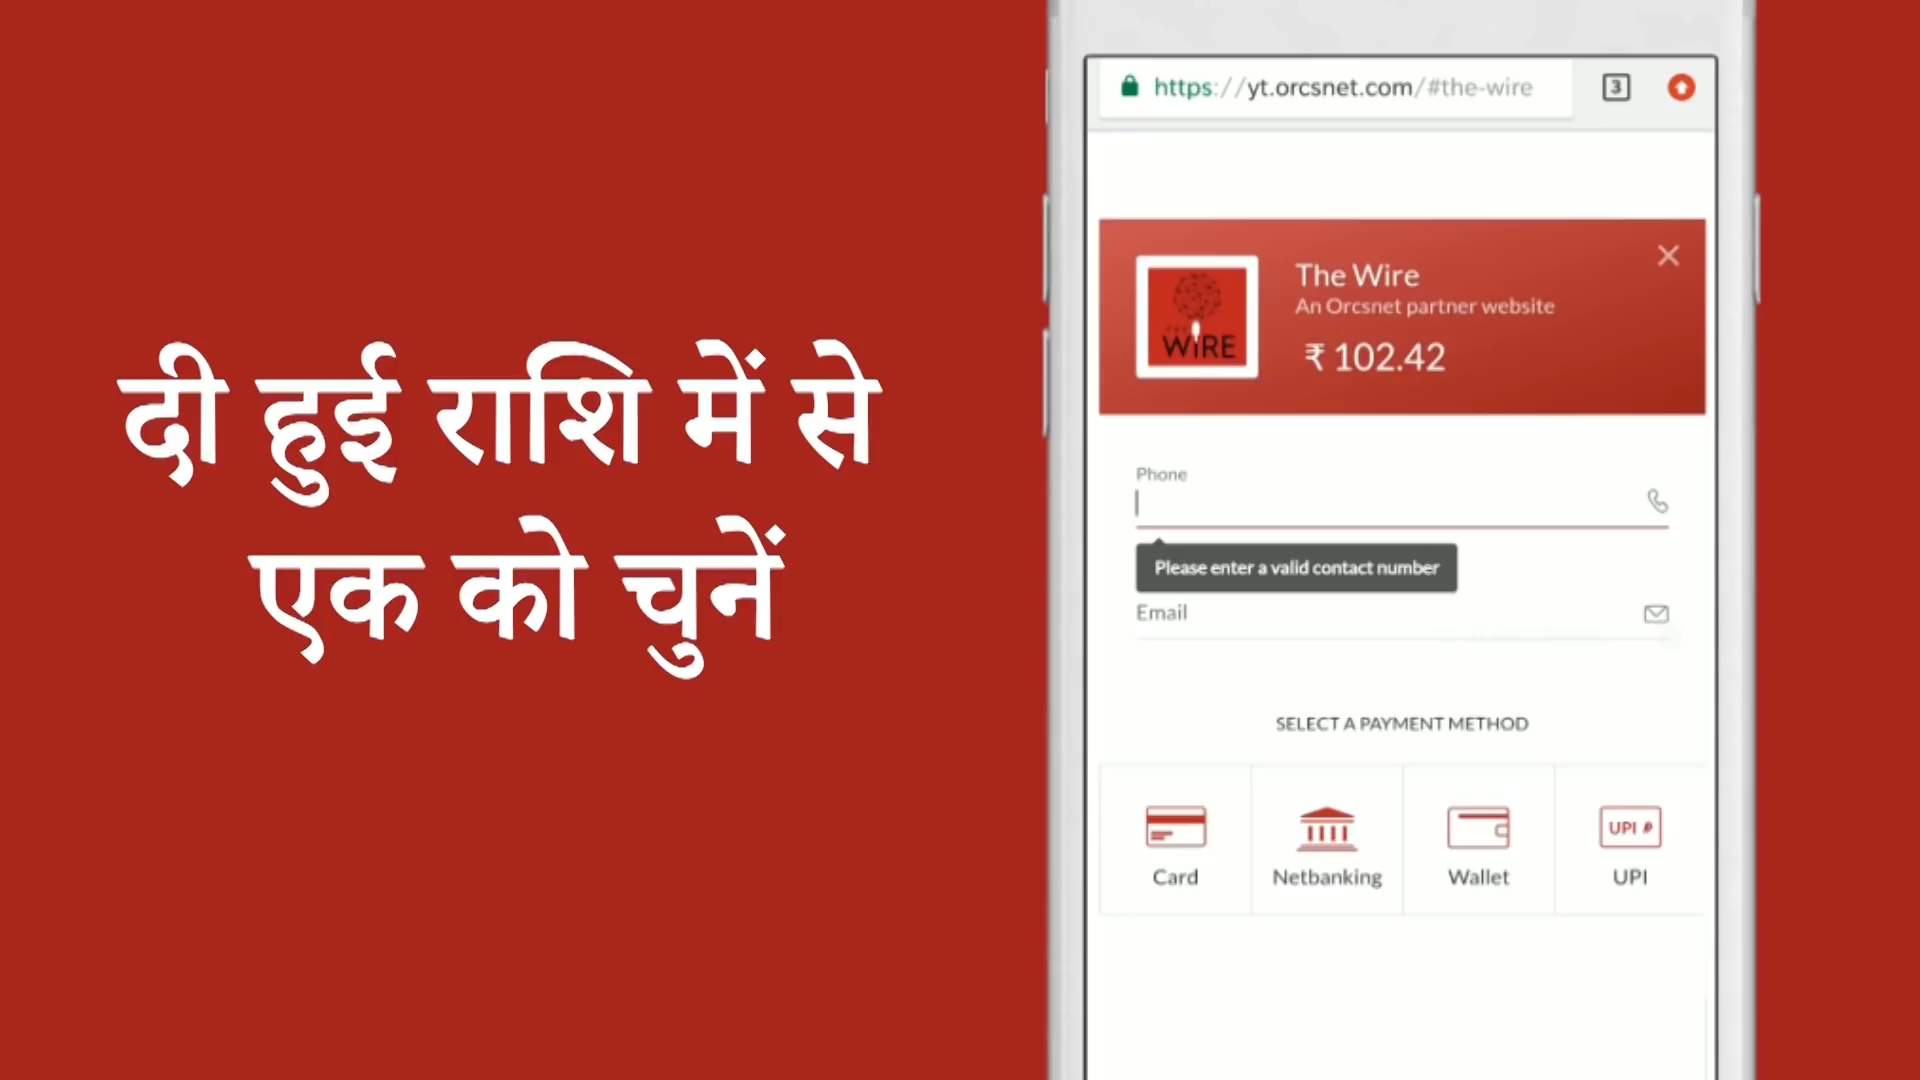 दी हुई राशि में से
एक को चुनें
https://yt.orcsnet.com/#the-wire
3
The Wire
An Orcsnet partner website
₹ 102.42
WIRE
Phone
Please enter a valid contact number
Email
SELECT A PAYMENT METHOD
UPI
Card
Netbanking
Wallet
UPI